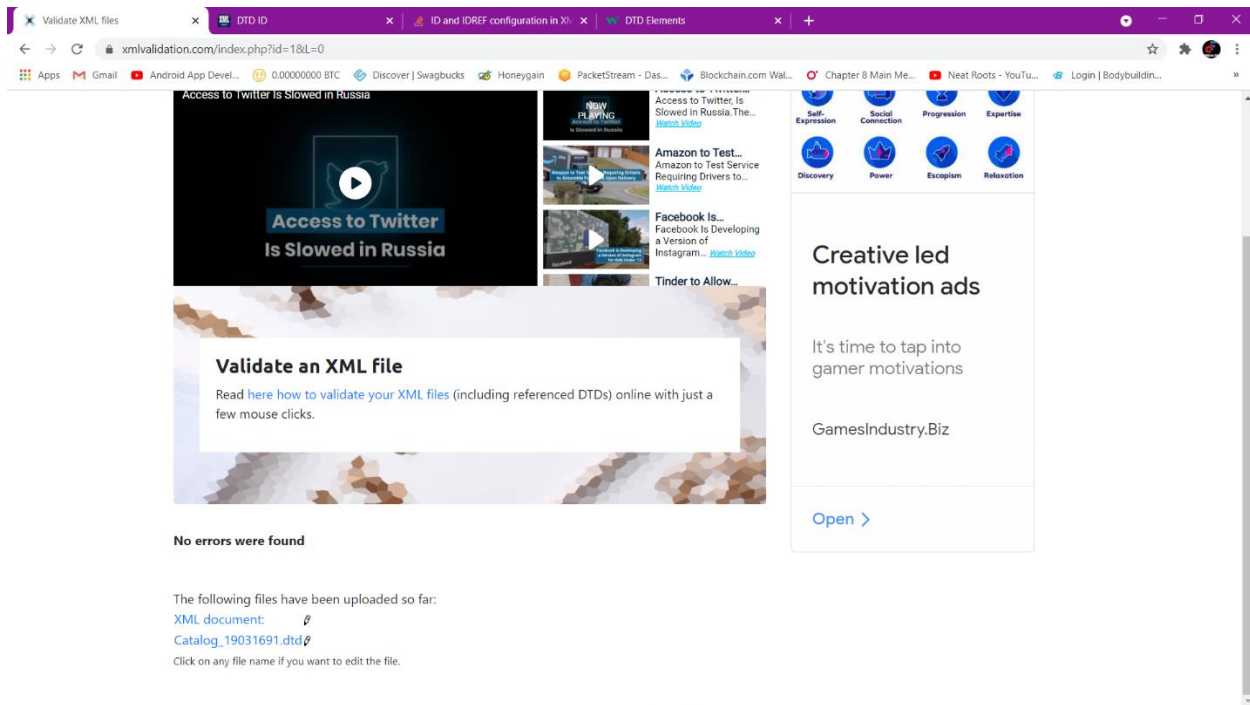 Validate XML files
DTD ID
ID and IDREF configuration in XM
DTD Elements
xmlvalidation.com/index.php?id=1&L=0
Apps
Gmail
Android App Devel...
0.00000000 BTC
Discover | Swagbucks
Honeygain
PacketStream - Das...
Blockchain.com Wal...
Chapter 8 Main Me...
Neat Roots - YouTu...
Login | Bodybuildin...
»
Access to Twitter Is Slowed in Russia
Access to Twitter
Is Slowed in Russia
NOW
PLAYING
Access to Twitter, Is
Slowed in Russia.The...
Watch Video
Amazon to Test...
Amazon to Test Service
Requiring Drivers to...
Watch Video
Facebook Is...
Facebook Is Developing
a Version of
Instagram... Watch Video
Tinder to Allow...
Self-
Expression
Social
Connection
Progression
Expertise
Discovery
Power
Escapism
Relaxation
Creative led
motivation ads
It's time to tap into
gamer motivations
GamesIndustry.Biz
Open >
Validate an XML file
Read here how to validate your XML files (including referenced DTDs) online with just a
few mouse clicks.
No errors were found
The following files have been uploaded so far:
XML document:
Catalog_19031691.dtd
Click on any file name if you want to edit the file.